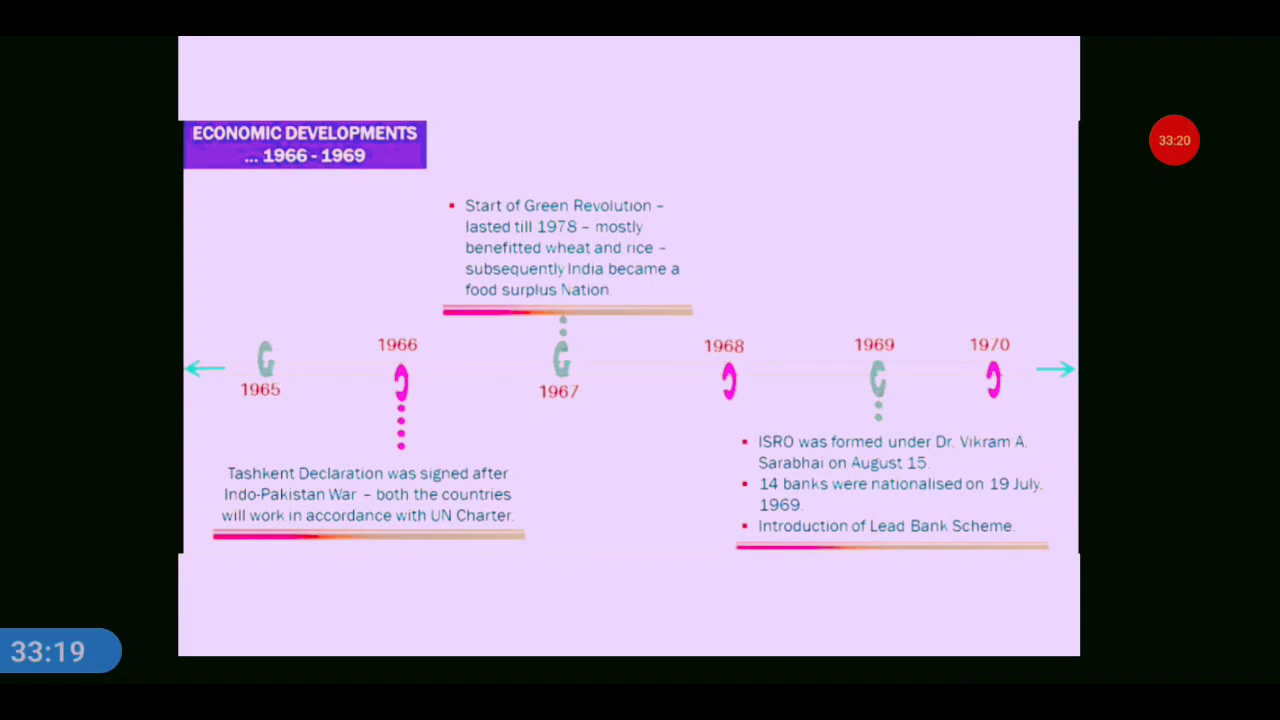 ECONOMIC DEVELOPMENTS
... 1966 - 1969
33:20
▪ Start of Green Revolution –
lasted till 1978 – mostly
benefitted wheat and rice –
subsequently India became a
food surplus Nation
1966
1968
1969
1970
1965
1967
▪ ISRO was formed under Dr. Vikram A.
Sarabhai on August 15.
▪ 14 banks were nationalised on 19 July,
1969.
▪ Introduction of Lead Bank Scheme.
Tashkent Declaration was signed after
Indo-Pakistan War – both the countries
will work in accordance with UN Charter.
33:19